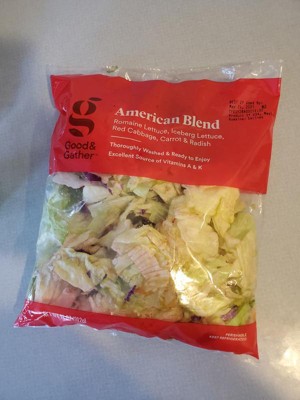 American Blend
Romaine Lettuce, Iceberg Lettuce,
Red Cabbage, Carrot & Radish
Thoroughly Washed & Ready to Enjoy
Excellent Source of Vitamins A & K
g
Good&
Gather™